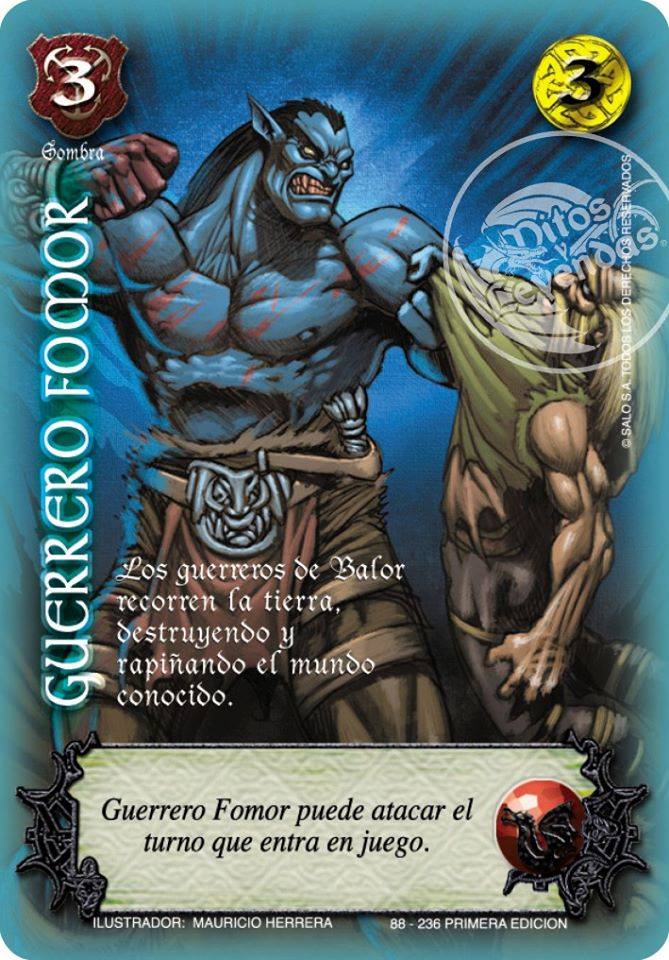 3
3
Sombra
GUERRERO FOMOR
Mitos
y
Leyendas
®
© SALO S.A. TODOS LOS DERECHOS RESERVADOS
Los guerreros de Balor
recorren la tierra,
destruyendo y
rapiñando el mundo
conocido.
Guerrero Fomor puede atacar el
turno que entra en juego.
ILUSTRADOR: MAURICIO HERRERA
88 - 236 PRIMERA EDICION